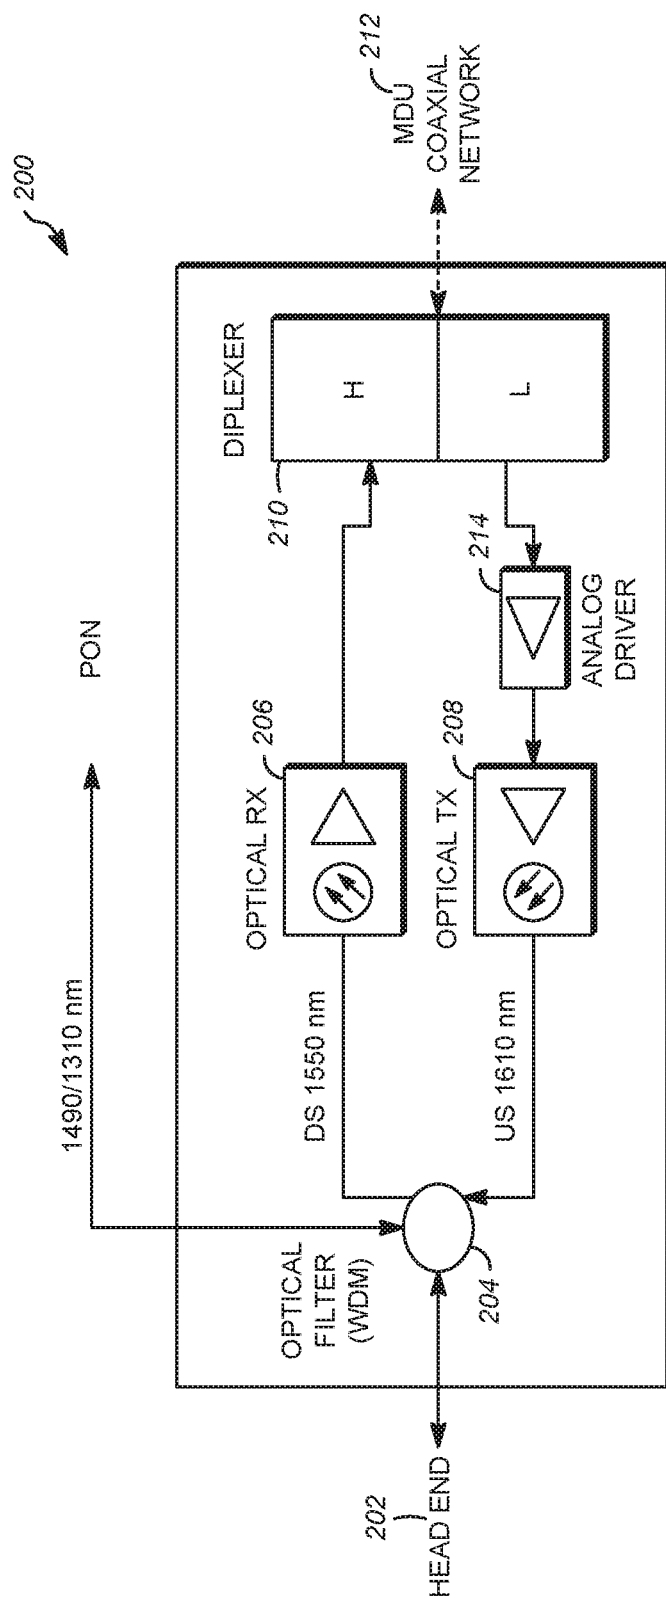 200
PON
1490/1310 nm
OPTICAL
FILTER
(WDM)
204
HEAD END
202
DS 1550 nm
US 1610 nm
OPTICAL RX
206
OPTICAL TX
208
ANALOG
DRIVER
214
DIPLEXER
210
H
L
MDU
COAXIAL
NETWORK
212